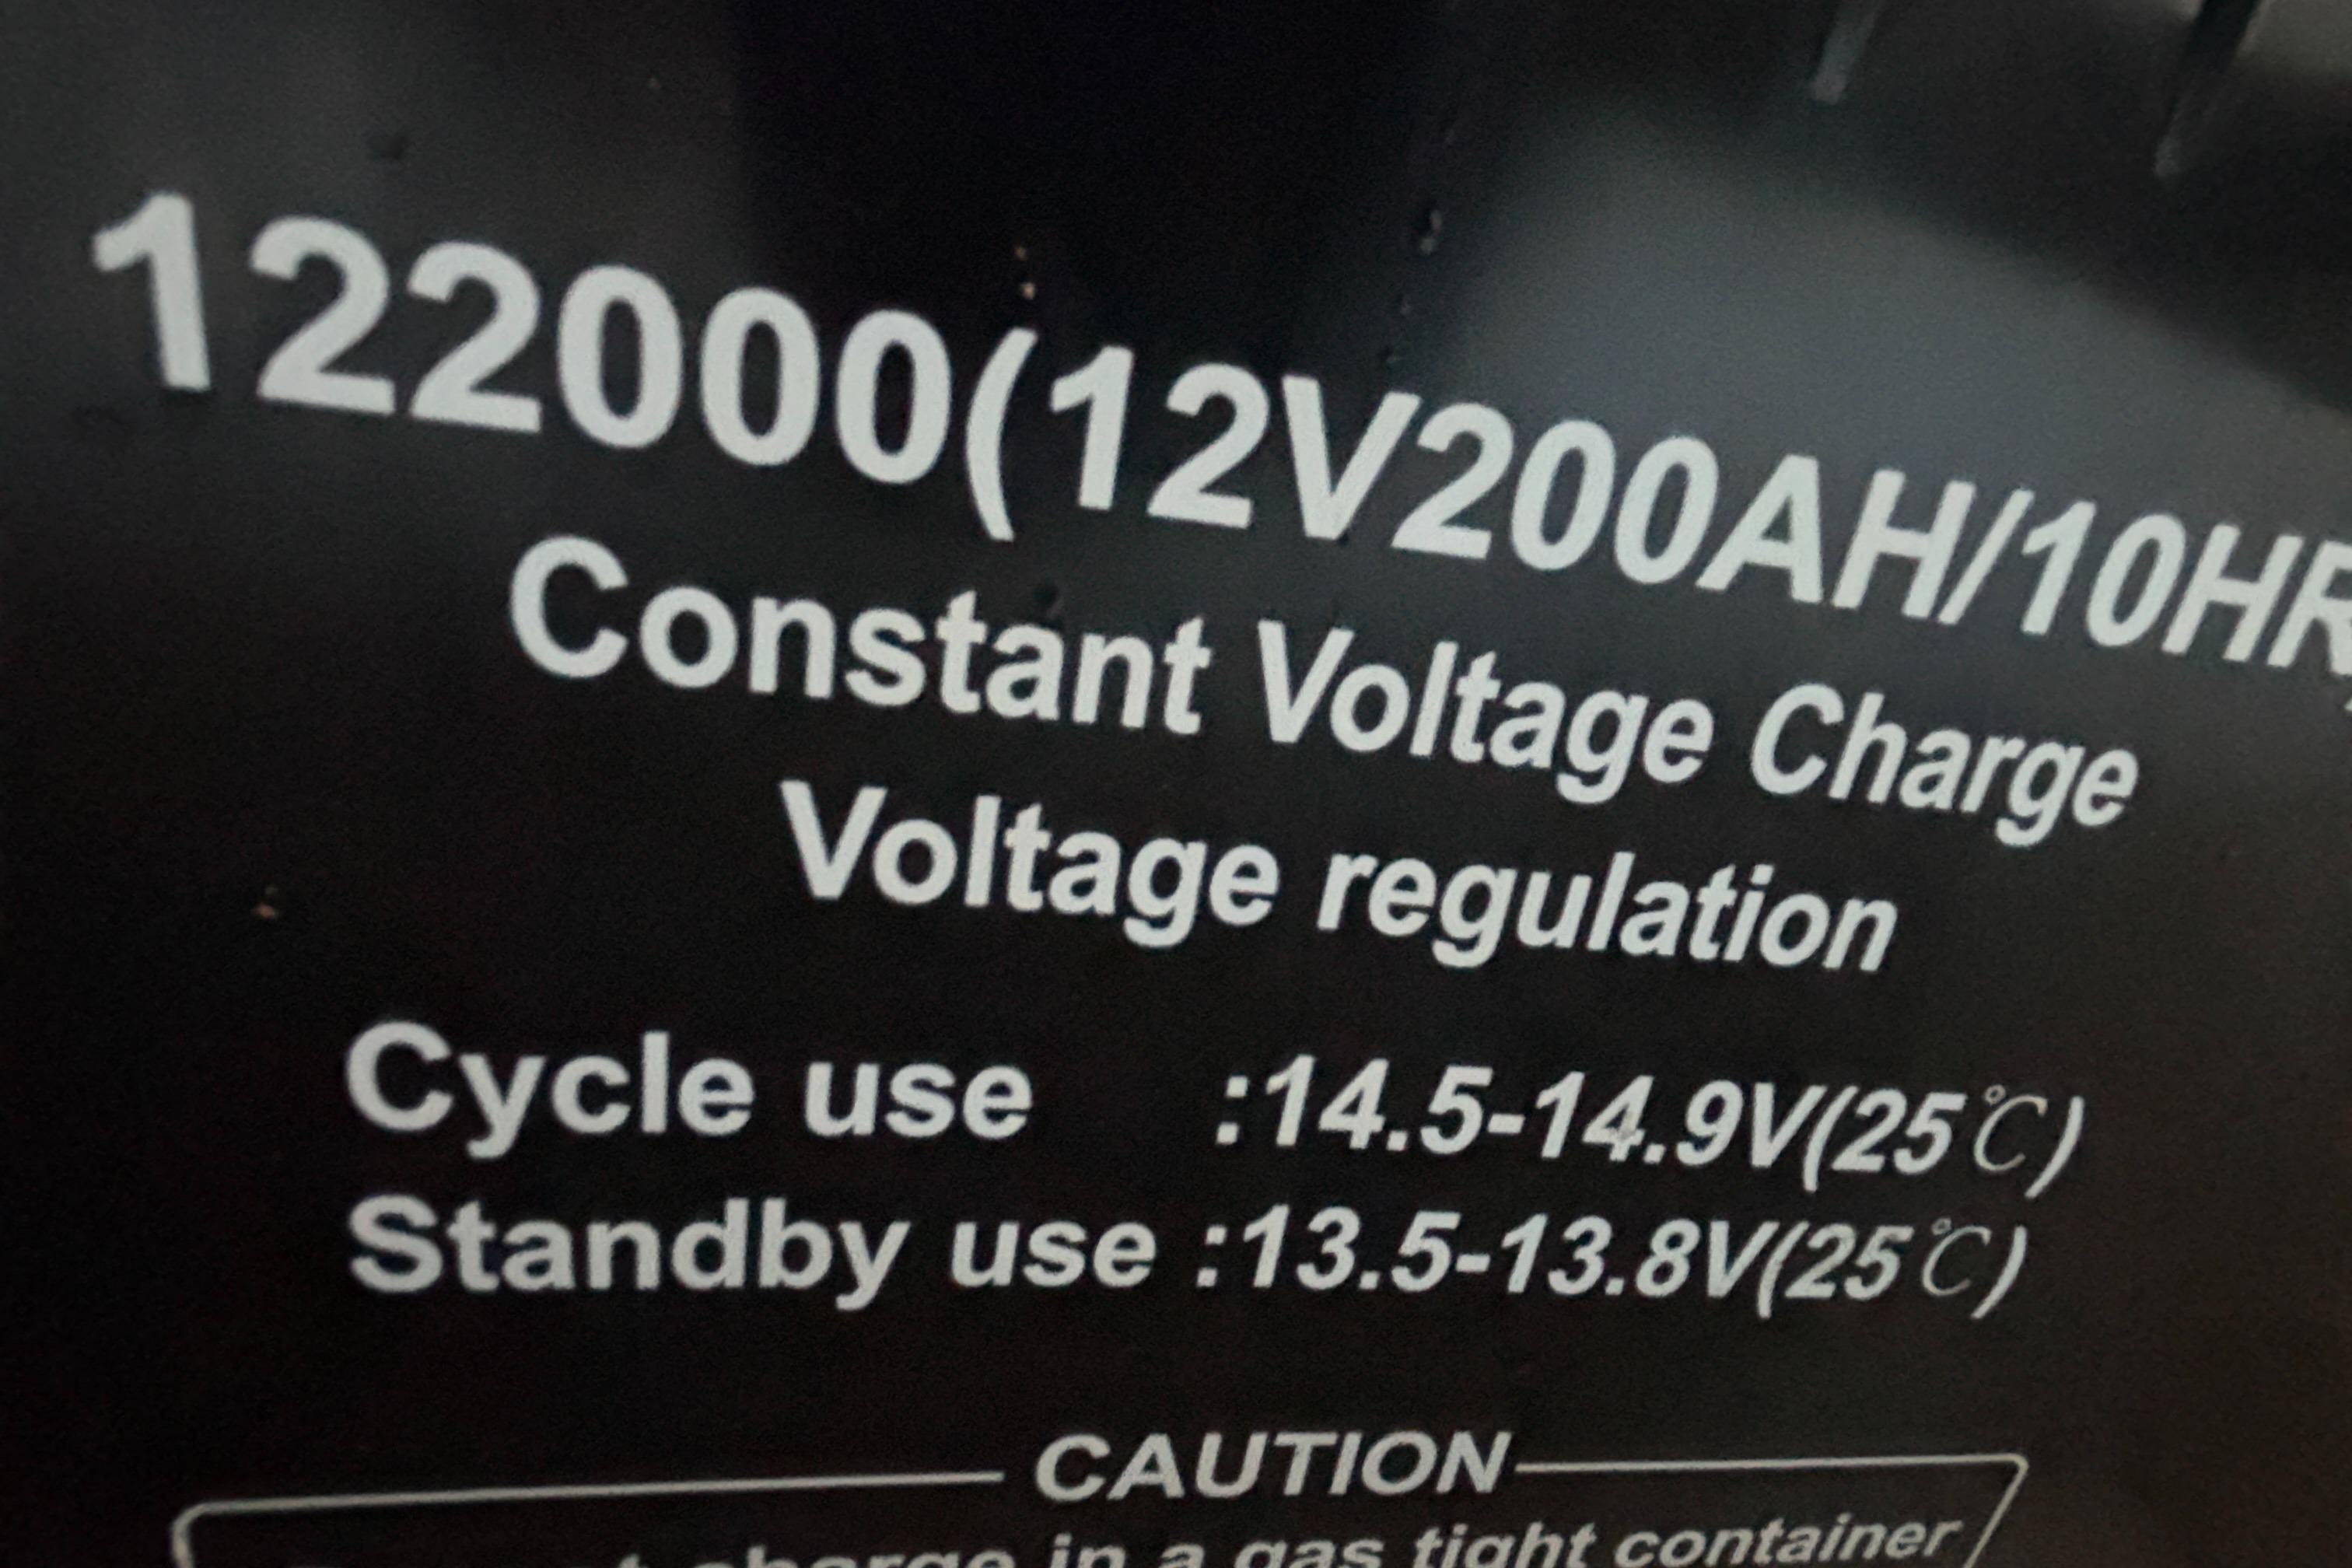 122000(12V200AH/10HR)
Constant Voltage Charge
Voltage regulation
Cycle use :14.5-14.9V(25℃)
Standby use :13.5-13.8V(25℃)
CAUTION
charge in a gas tight container